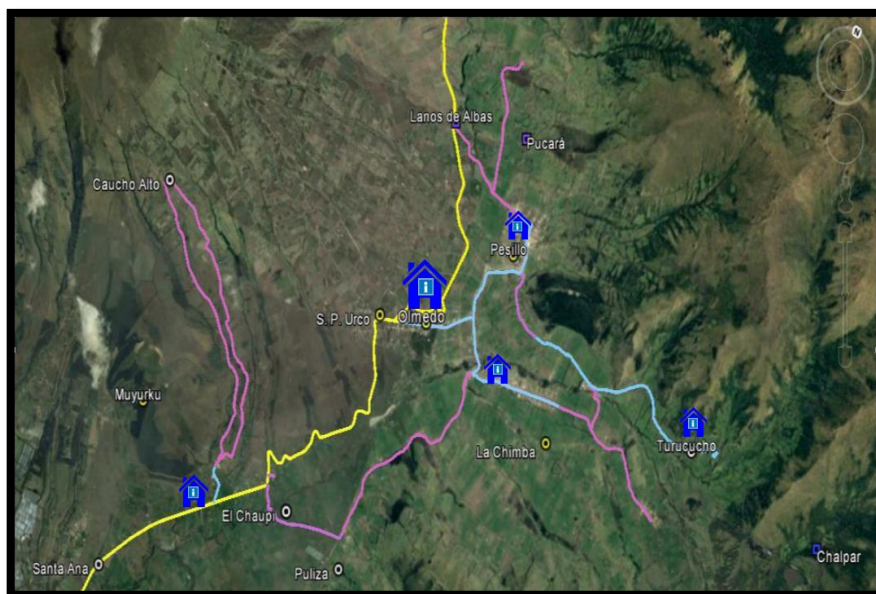 N
Lanos de Albas
Pucará
Caucho Alto
Pesillo
S. P. Urco
Olmedo
Muyurku
La Chimba
Turucucho
El Chaupi
Santa Ana
Puliza
Chalpar